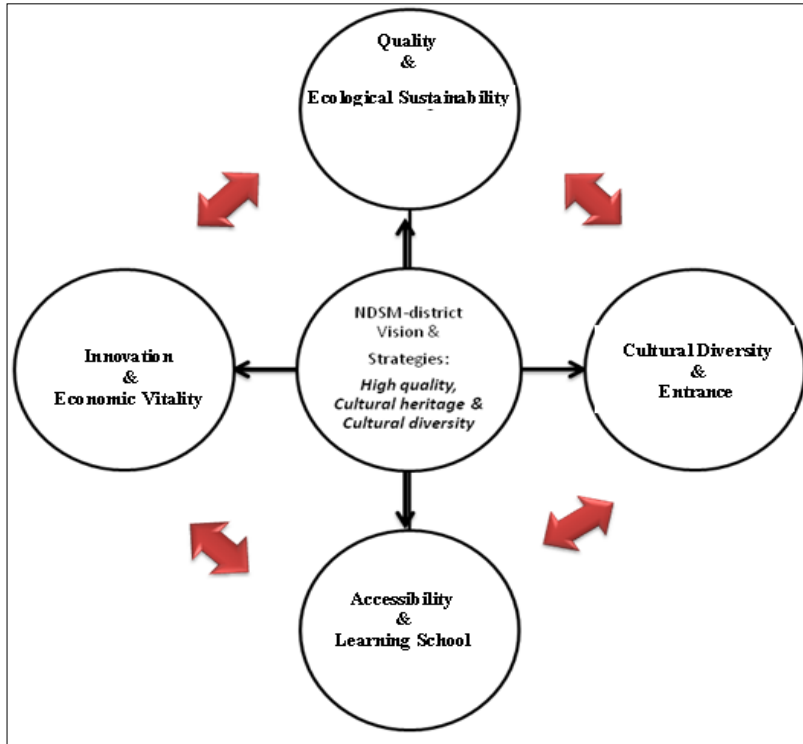 Quality
&
Ecological Sustainability
NDSM-district
Vision &
Strategies:
High quality,
Cultural heritage &
Cultural diversity
Innovation
&
Economic Vitality
Cultural Diversity
&
Entrance
Accessibility
&
Learning School